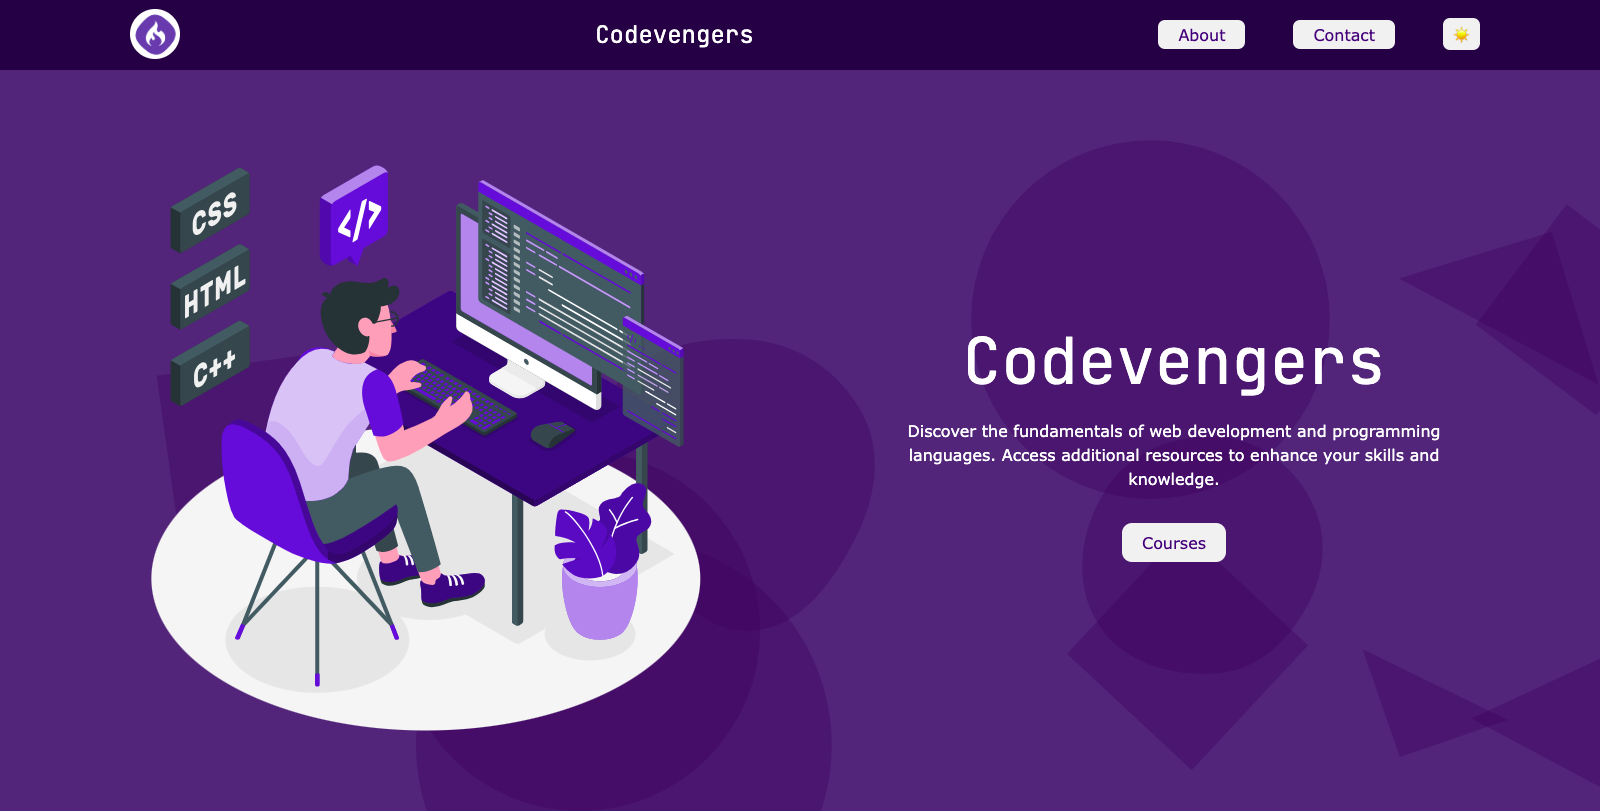 Codevengers
About
Contact
CSS
</>
HTML
C++
Codevengers
Discover the fundamentals of web development and programming
languages. Access additional resources to enhance your skills and
knowledge.
Courses